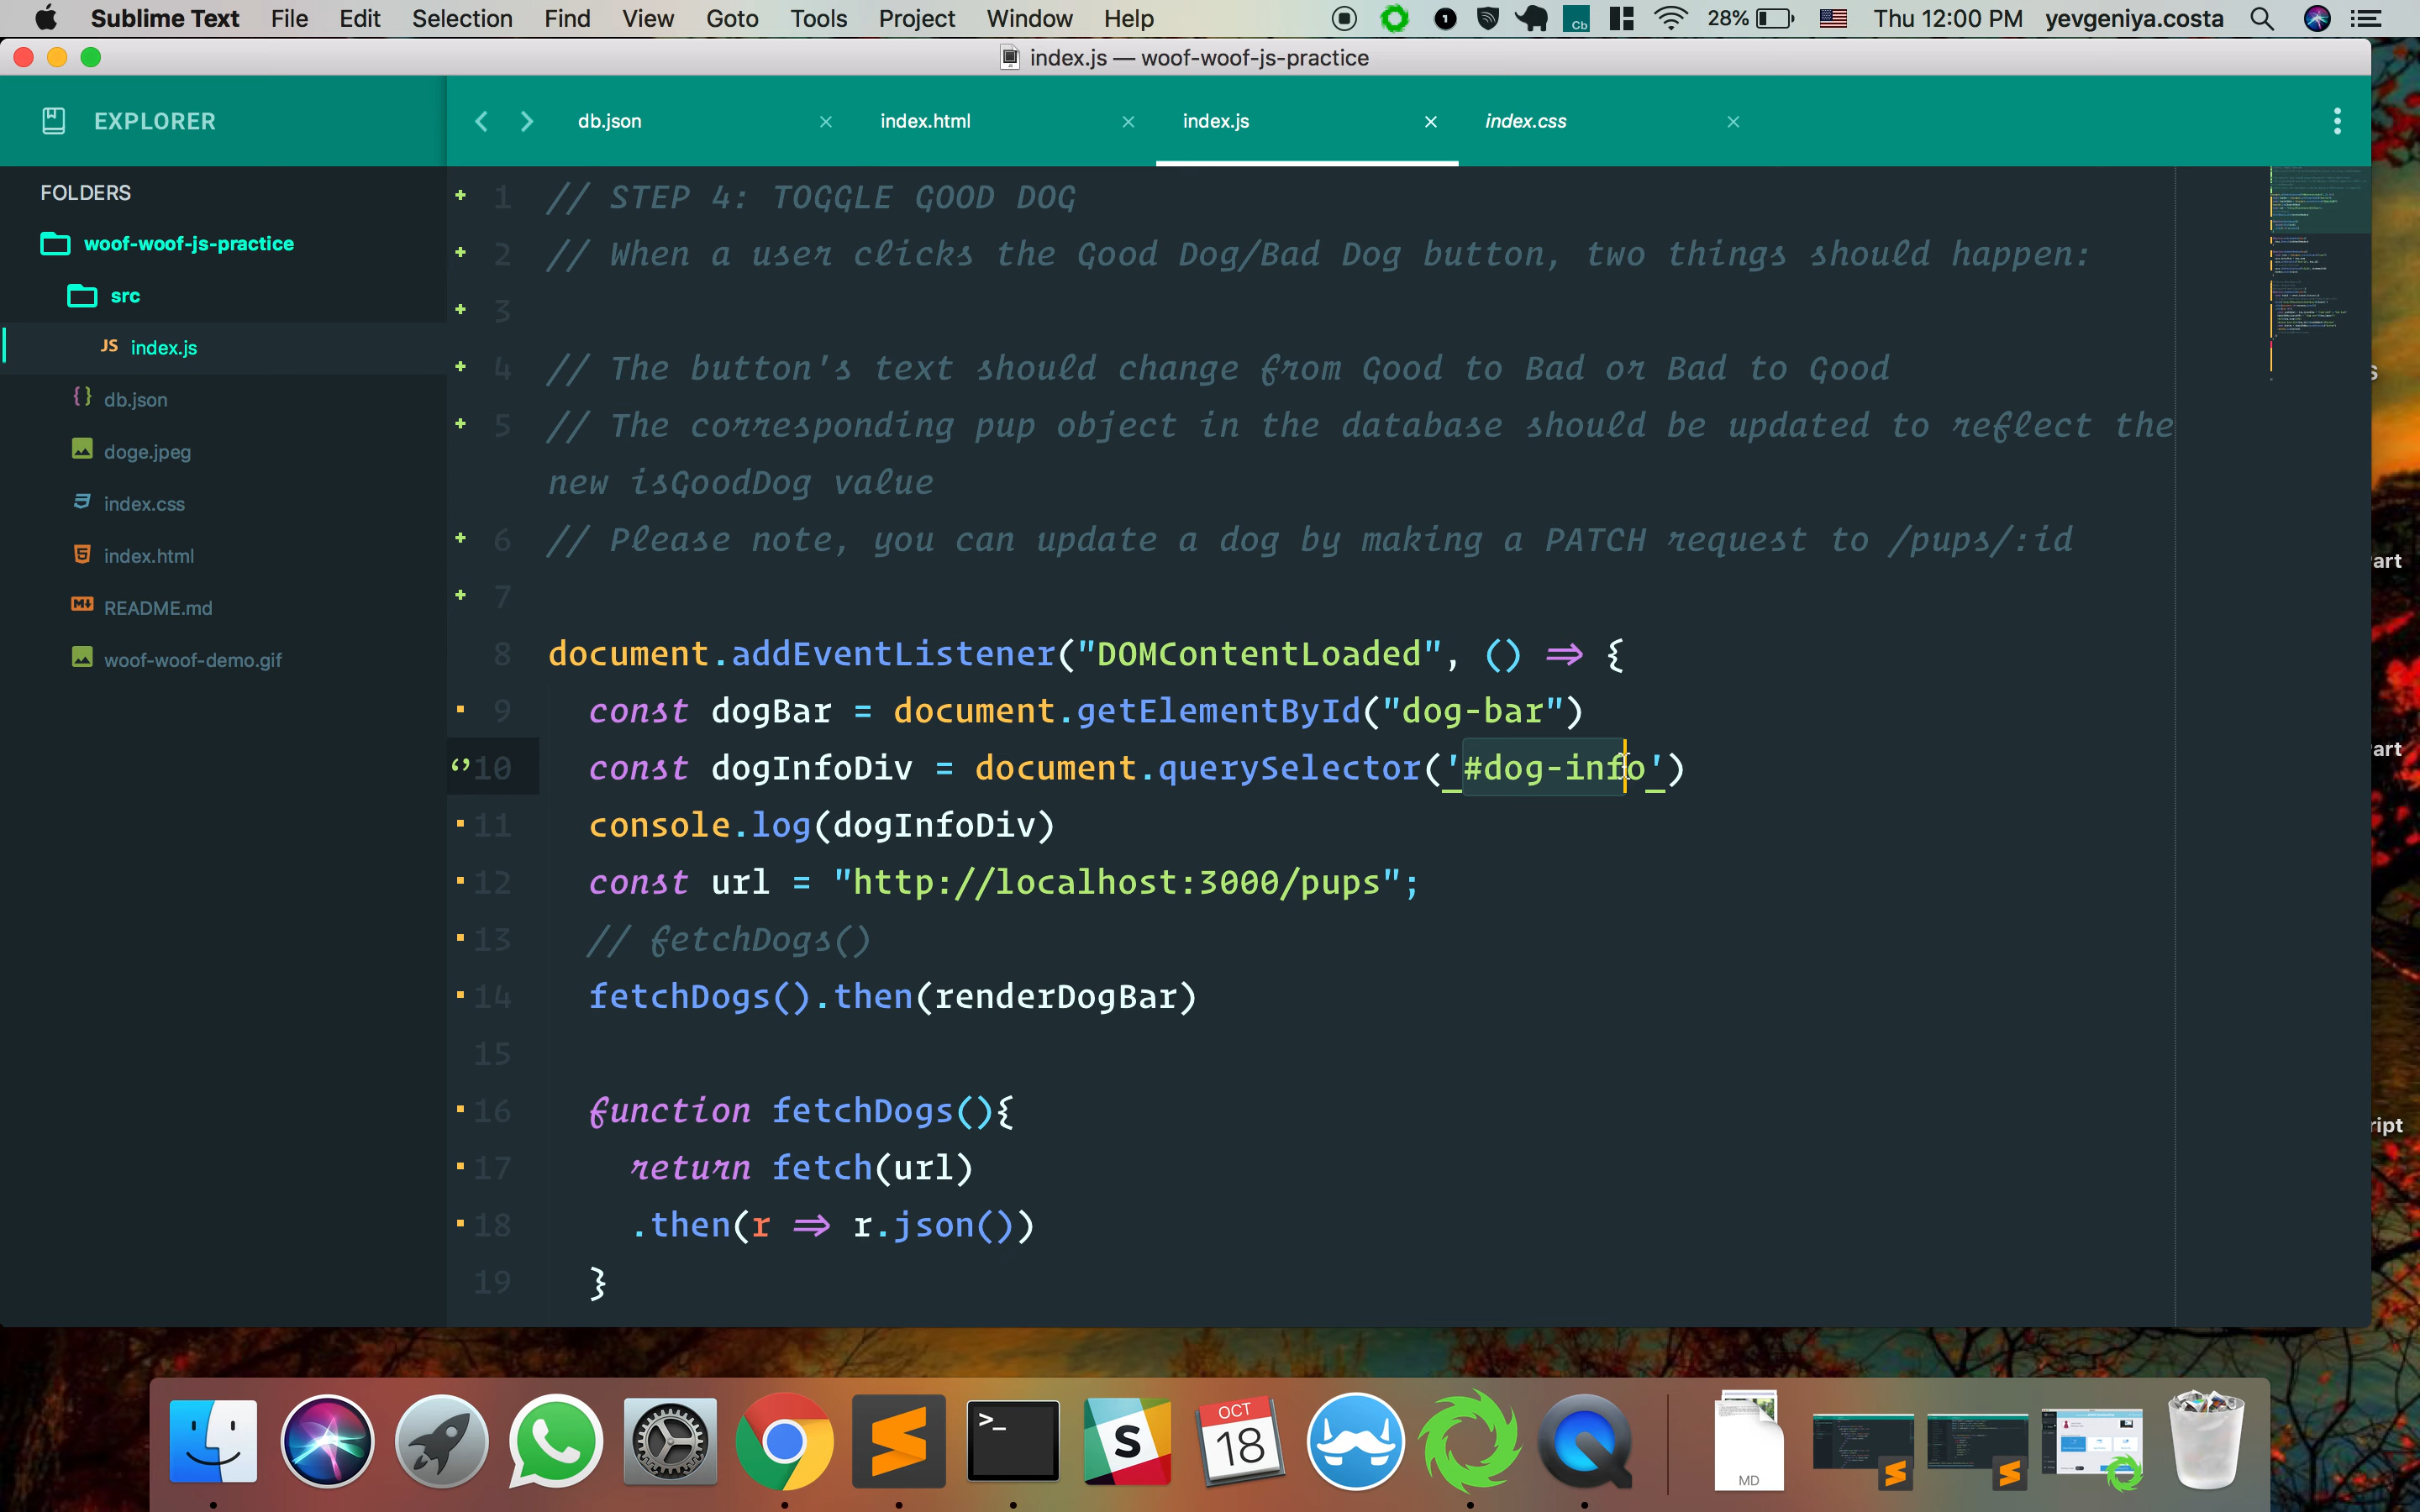 Sublime Text File Edit Selection Find View Goto Tools Project Window Help 1 Cb 28% Thu 12:00 PM yevgeniya.costa
index.js — woof-woof-js-practice
EXPLORER
db.json × index.html × index.js × index.css ×
FOLDERS
woof-woof-js-practice
src
JS index.js
{} db.json
doge.jpeg
index.css
5 index.html
M README.md
woof-woof-demo.gif
+ 1 // STEP 4: TOGGLE GOOD DOG
+ 2 // When a user clicks the Good Dog/Bad Dog button, two things should happen:
+ 3
+ 4 // The button's text should change from Good to Bad or Bad to Good
+ 5 // The corresponding pup object in the database should be updated to reflect the
new isGoodDog value
+ 6 // Please note, you can update a dog by making a PATCH request to /pups/:id
+ 7
8 document.addEventListener("DOMContentLoaded", () => {
9 const dogBar = document.getElementById("dog-bar")
10 const dogInfoDiv = document.querySelector('#dog-info')
11 console.log(dogInfoDiv)
12 const url = "http://localhost:3000/pups";
13 // fetchDogs()
14 fetchDogs().then(renderDogBar)
15
16 function fetchDogs(){
17 return fetch(url)
18 .then(r => r.json())
19 }
S
art
art
ript
>_
S
OCT
18
MD